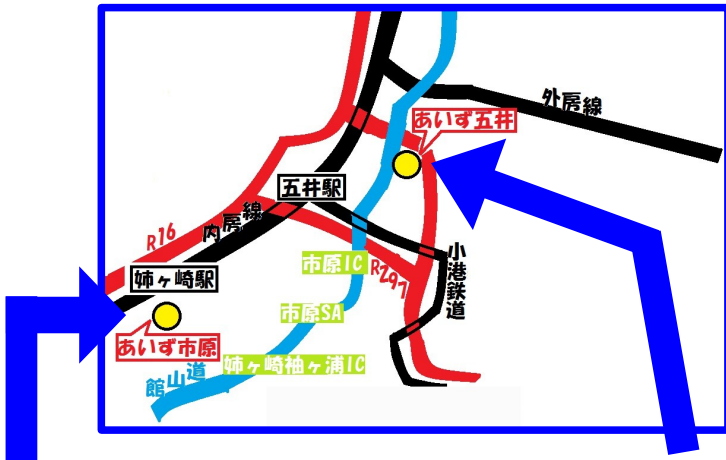 外房線
あいず五井
五井駅
内房線
R16
市原IC
R297
小港鉄道
姉ヶ崎駅
市原SA
あいず市原
姉ヶ崎袖ヶ浦IC
館山道